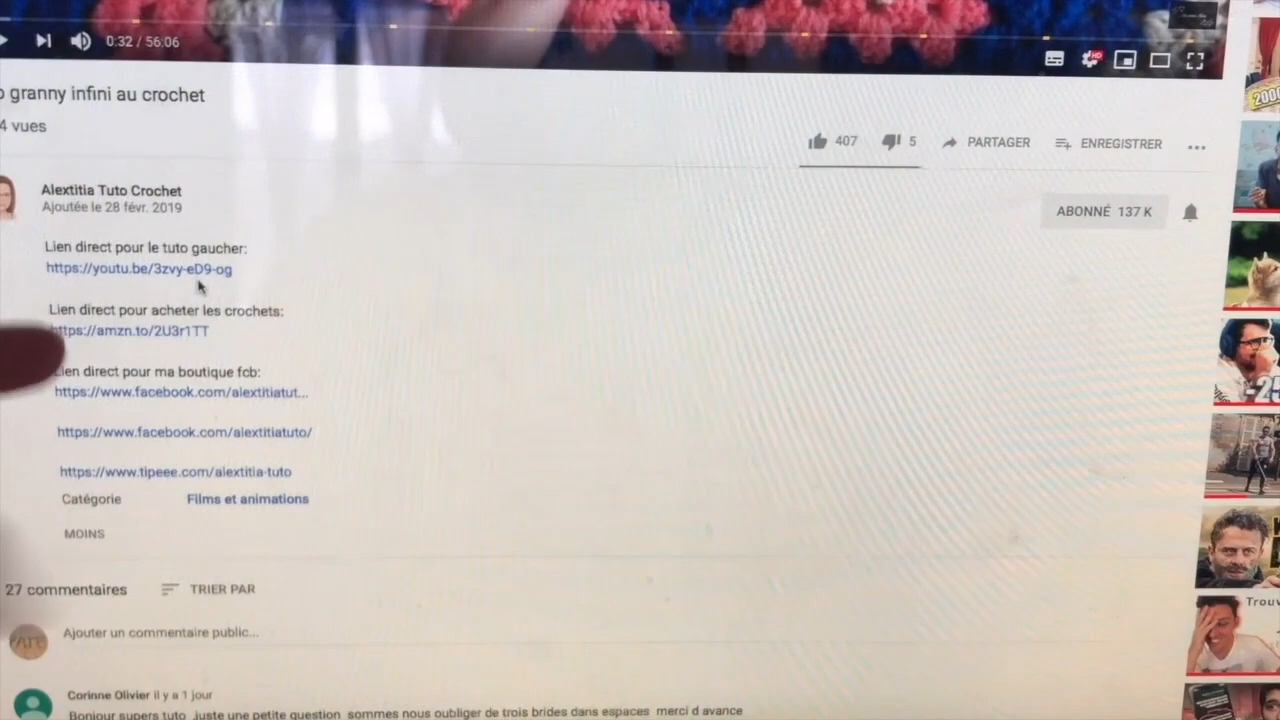 0:32 / 56:06
HD
granny infini au crochet
4 vues
407
5
PARTAGER
ENREGISTRER
Alextitia Tuto Crochet
Ajoutée le 28 févr. 2019
ABONNÉ 137 K
Lien direct pour le tuto gaucher:
https://youtu.be/3zvy-eD9-og
Lien direct pour acheter les crochets:
https://amzn.to/2U3r1TT
Lien direct pour ma boutique fcb:
https://www.facebook.com/alextitiatut...
https://www.facebook.com/alextitiatuto/
https://www.tipeee.com/alextitia-tuto
Catégorie Films et animations
MOINS
27 commentaires
TRIER PAR
Ajouter un commentaire public...
Corinne Olivier il y a 1 jour
Bonjour supers tuto juste une petite question sommes nous oubliger de trois brides dans espaces merci d avance
200
-25
Trouv